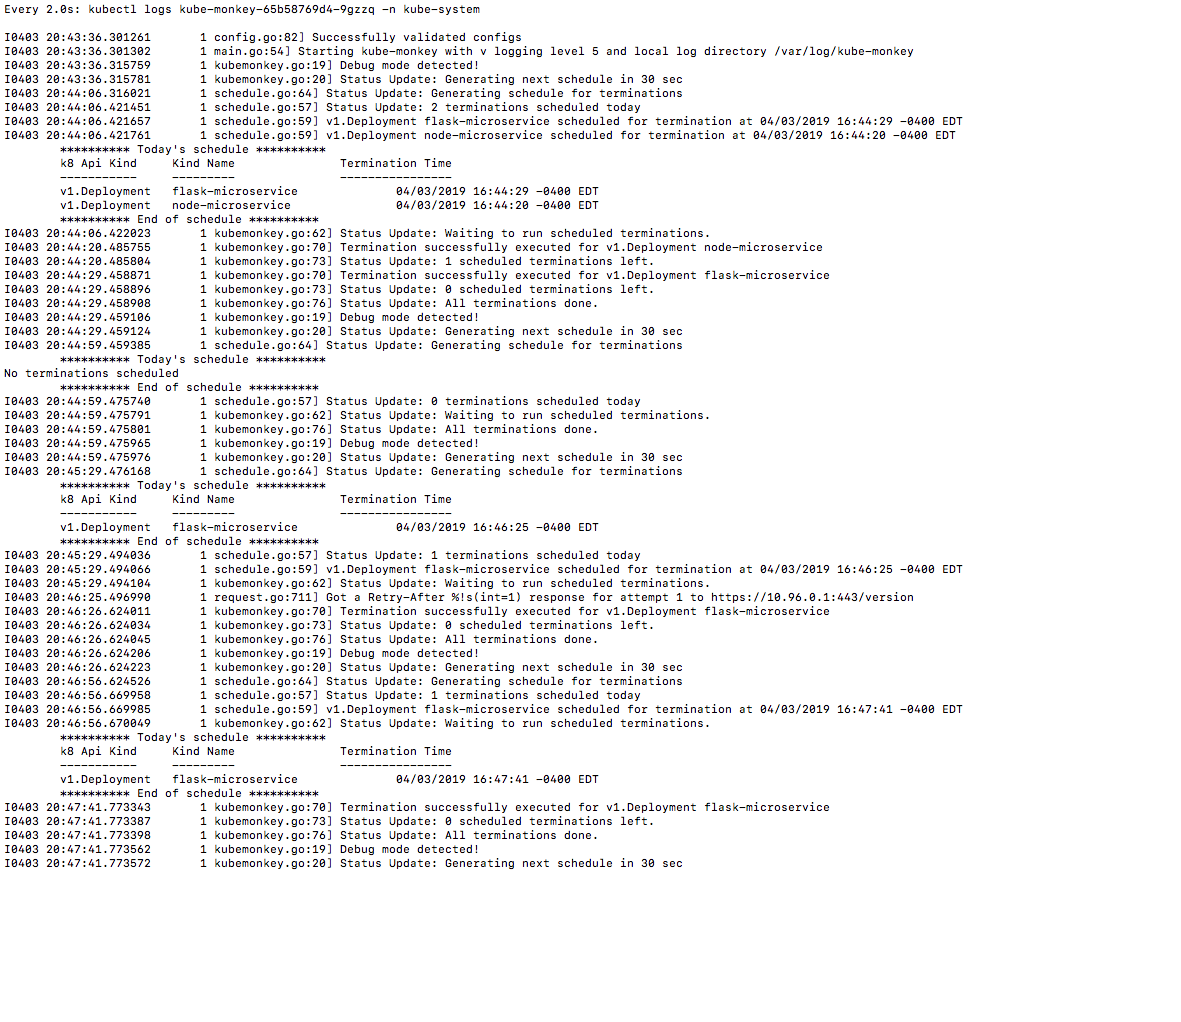 Every 2.0s: kubectl logs kube-monkey-65b58769d4-9gzzq -n kube-system

I0403 20:43:36.301261       1 config.go:82] Successfully validated configs
I0403 20:43:36.301302       1 main.go:54] Starting kube-monkey with v logging level 5 and local log directory /var/log/kube-monkey
I0403 20:43:36.315759       1 kubemonkey.go:19] Debug mode detected!
I0403 20:43:36.315781       1 kubemonkey.go:20] Status Update: Generating next schedule in 30 sec
I0403 20:44:06.316021       1 schedule.go:64] Status Update: Generating schedule for terminations
I0403 20:44:06.421451       1 schedule.go:57] Status Update: 2 terminations scheduled today
I0403 20:44:06.421657       1 schedule.go:59] v1.Deployment flask-microservice scheduled for termination at 04/03/2019 16:44:29 -0400 EDT
I0403 20:44:06.421761       1 schedule.go:59] v1.Deployment node-microservice scheduled for termination at 04/03/2019 16:44:20 -0400 EDT
        ********** Today's schedule **********
        k8 Api Kind     Kind Name               Termination Time
        -----------     ---------               ----------------
        v1.Deployment   flask-microservice              04/03/2019 16:44:29 -0400 EDT
        v1.Deployment   node-microservice               04/03/2019 16:44:20 -0400 EDT
        ********** End of schedule **********
I0403 20:44:06.422023       1 kubemonkey.go:62] Status Update: Waiting to run scheduled terminations.
I0403 20:44:20.485755       1 kubemonkey.go:70] Termination successfully executed for v1.Deployment node-microservice
I0403 20:44:20.485804       1 kubemonkey.go:73] Status Update: 1 scheduled terminations left.
I0403 20:44:29.458871       1 kubemonkey.go:70] Termination successfully executed for v1.Deployment flask-microservice
I0403 20:44:29.458896       1 kubemonkey.go:73] Status Update: 0 scheduled terminations left.
I0403 20:44:29.458908       1 kubemonkey.go:76] Status Update: All terminations done.
I0403 20:44:29.459106       1 kubemonkey.go:19] Debug mode detected!
I0403 20:44:29.459124       1 kubemonkey.go:20] Status Update: Generating next schedule in 30 sec
I0403 20:44:59.459385       1 schedule.go:64] Status Update: Generating schedule for terminations
        ********** Today's schedule **********
No terminations scheduled
        ********** End of schedule **********
I0403 20:44:59.475740       1 schedule.go:57] Status Update: 0 terminations scheduled today
I0403 20:44:59.475791       1 kubemonkey.go:62] Status Update: Waiting to run scheduled terminations.
I0403 20:44:59.475801       1 kubemonkey.go:76] Status Update: All terminations done.
I0403 20:44:59.475965       1 kubemonkey.go:19] Debug mode detected!
I0403 20:44:59.475976       1 kubemonkey.go:20] Status Update: Generating next schedule in 30 sec
I0403 20:45:29.476168       1 schedule.go:64] Status Update: Generating schedule for terminations
        ********** Today's schedule **********
        k8 Api Kind     Kind Name               Termination Time
        -----------     ---------               ----------------
        v1.Deployment   flask-microservice              04/03/2019 16:46:25 -0400 EDT
        ********** End of schedule **********
I0403 20:45:29.494036       1 schedule.go:57] Status Update: 1 terminations scheduled today
I0403 20:45:29.494066       1 schedule.go:59] v1.Deployment flask-microservice scheduled for termination at 04/03/2019 16:46:25 -0400 EDT
I0403 20:45:29.494104       1 kubemonkey.go:62] Status Update: Waiting to run scheduled terminations.
I0403 20:46:25.496990       1 request.go:711] Got a Retry-After %!s(int=1) response for attempt 1 to https://10.96.0.1:443/version
I0403 20:46:26.624011       1 kubemonkey.go:70] Termination successfully executed for v1.Deployment flask-microservice
I0403 20:46:26.624034       1 kubemonkey.go:73] Status Update: 0 scheduled terminations left.
I0403 20:46:26.624045       1 kubemonkey.go:76] Status Update: All terminations done.
I0403 20:46:26.624206       1 kubemonkey.go:19] Debug mode detected!
I0403 20:46:26.624223       1 kubemonkey.go:20] Status Update: Generating next schedule in 30 sec
I0403 20:46:56.624526       1 schedule.go:64] Status Update: Generating schedule for terminations
I0403 20:46:56.669958       1 schedule.go:57] Status Update: 1 terminations scheduled today
I0403 20:46:56.669985       1 schedule.go:59] v1.Deployment flask-microservice scheduled for termination at 04/03/2019 16:47:41 -0400 EDT
I0403 20:46:56.670049       1 kubemonkey.go:62] Status Update: Waiting to run scheduled terminations.
        ********** Today's schedule **********
        k8 Api Kind     Kind Name               Termination Time
        -----------     ---------               ----------------
        v1.Deployment   flask-microservice              04/03/2019 16:47:41 -0400 EDT
        ********** End of schedule **********
I0403 20:47:41.773343       1 kubemonkey.go:70] Termination successfully executed for v1.Deployment flask-microservice
I0403 20:47:41.773387       1 kubemonkey.go:73] Status Update: 0 scheduled terminations left.
I0403 20:47:41.773398       1 kubemonkey.go:76] Status Update: All terminations done.
I0403 20:47:41.773562       1 kubemonkey.go:19] Debug mode detected!
I0403 20:47:41.773572       1 kubemonkey.go:20] Status Update: Generating next schedule in 30 sec